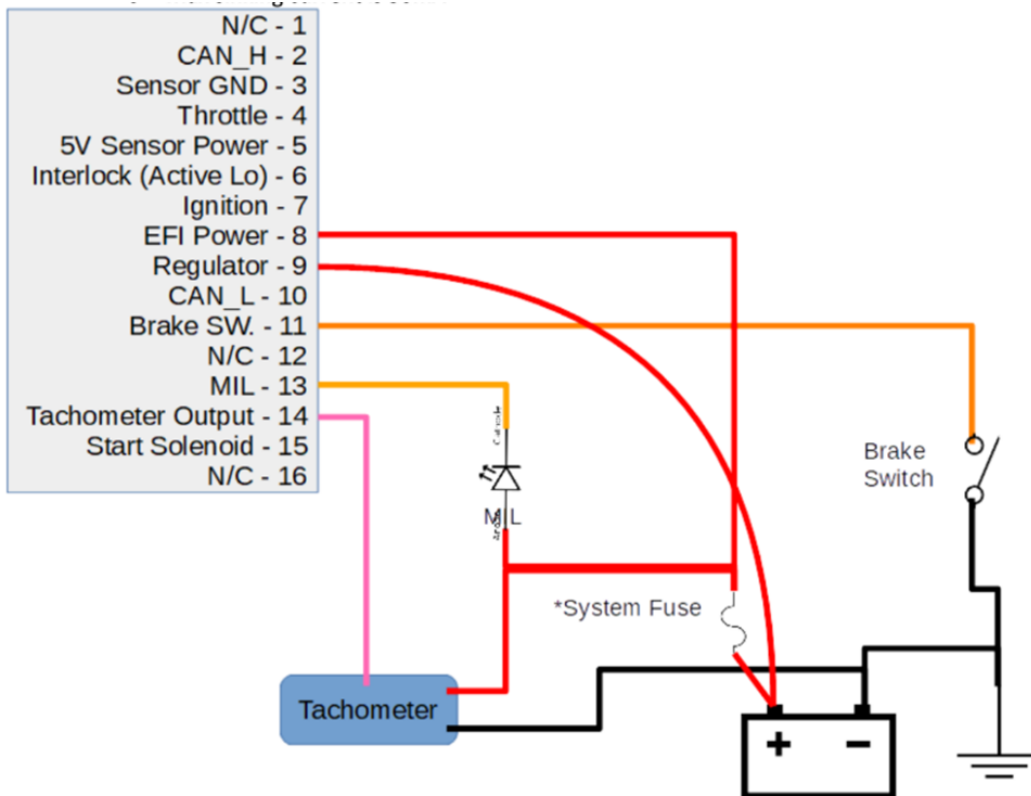 N/C - 1
CAN_H - 2
Sensor GND - 3
Throttle - 4
5V Sensor Power - 5
Interlock (Active Lo) - 6
Ignition - 7
EFI Power - 8
Regulator - 9
CAN_L - 10
Brake SW. - 11
N/C - 12
MIL - 13
Tachometer Output - 14
Start Solenoid - 15
N/C - 16
Brake
Switch
MIL
*System Fuse
Tachometer
+ −